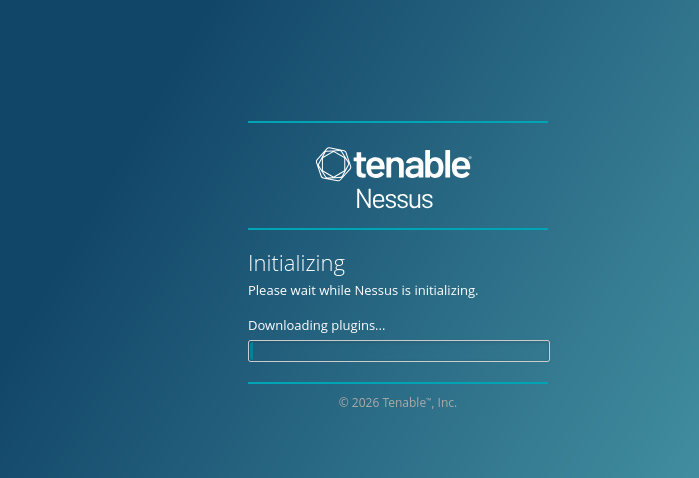 tenable
Nessus
Initializing
Please wait while Nessus is initializing.
Downloading plugins...
© 2026 Tenable™, Inc.